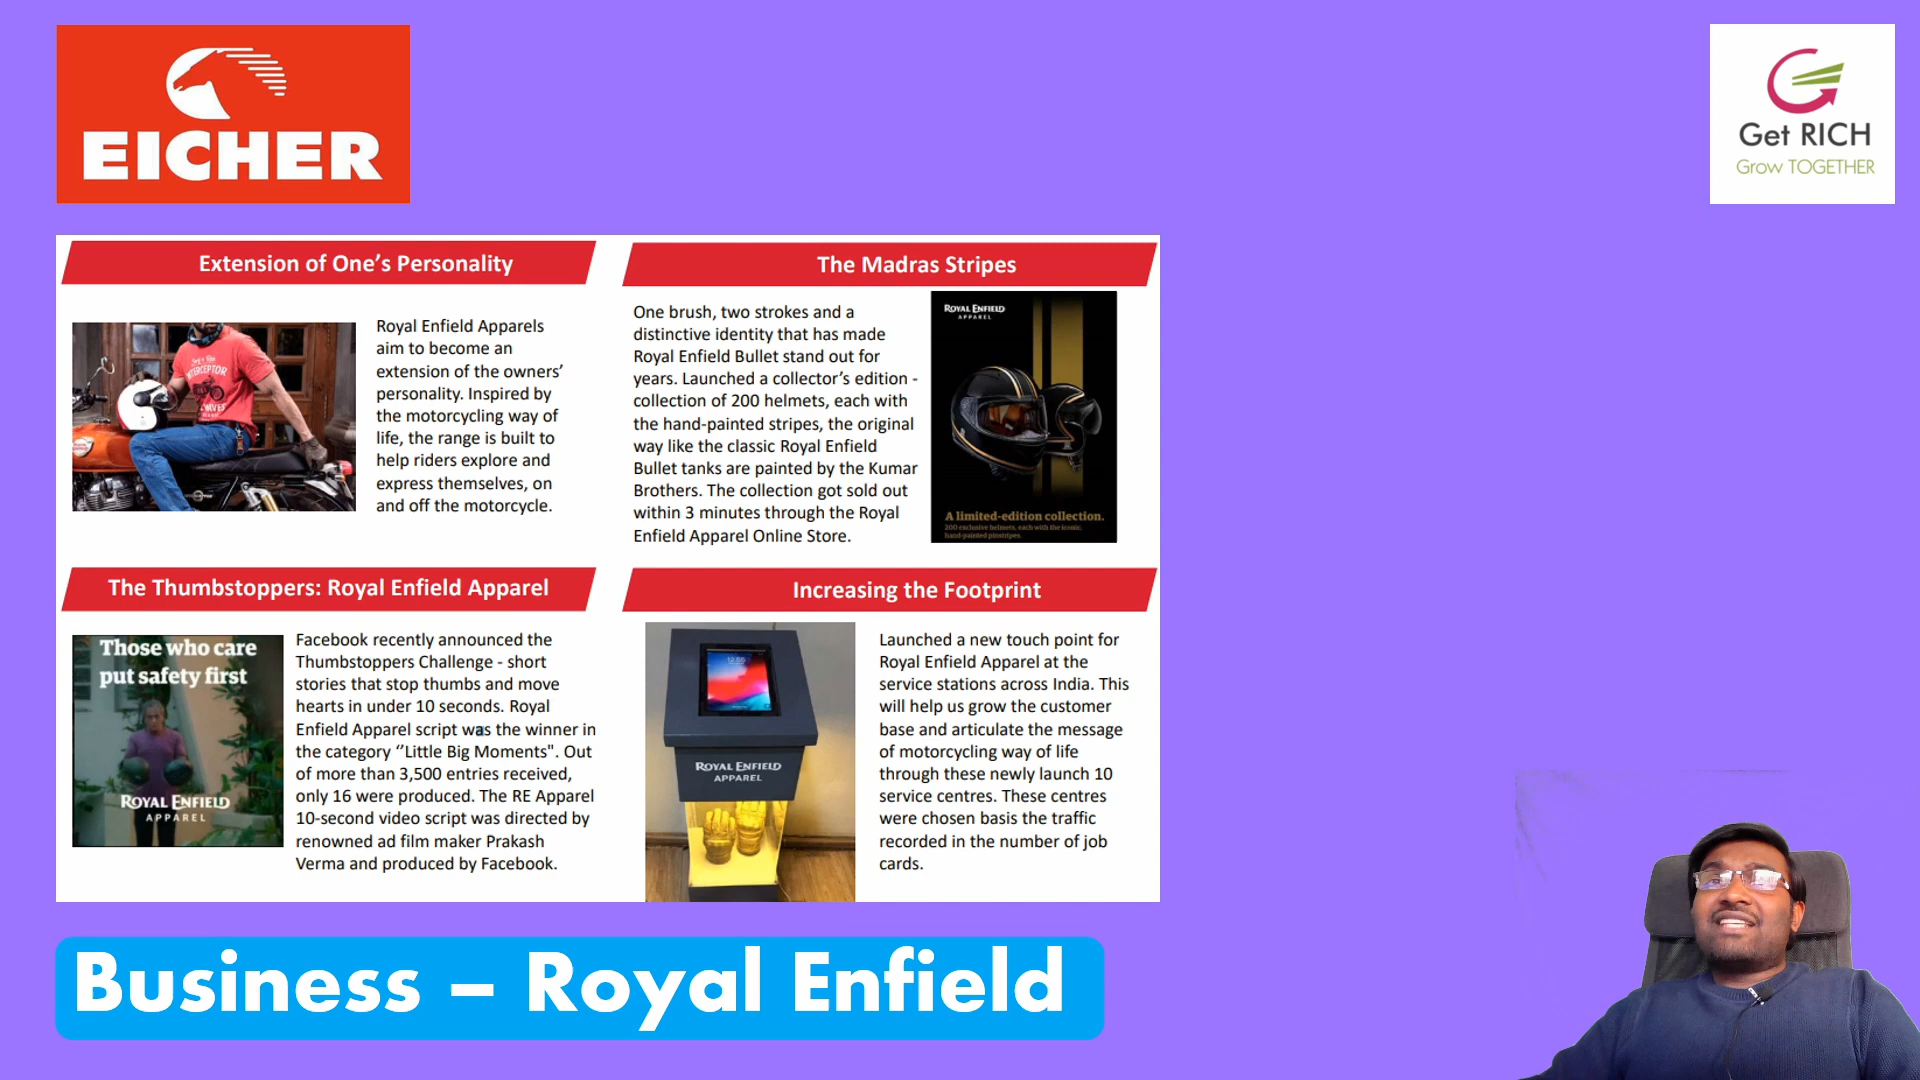 EICHER
Get RICH
Grow TOGETHER
Extension of One's Personality
Royal Enfield Apparels
aim to become an
extension of the owners'
personality. Inspired by
the motorcycling way of
life, the range is built to
help riders explore and
express themselves, on
and off the motorcycle.
The Madras Stripes
One brush, two strokes and a
distinctive identity that has made
Royal Enfield Bullet stand out for
years. Launched a collector's edition -
collection of 200 helmets, each with
the hand-painted stripes, the original
way like the classic Royal Enfield
Bullet tanks are painted by the Kumar
Brothers. The collection got sold out
within 3 minutes through the Royal
Enfield Apparel Online Store.
ROYAL ENFIELD
APPAREL
A limited-edition collection.
200 exclusive helmets, each with the iconic,
hand-painted pinstripes.
The Thumbstoppers: Royal Enfield Apparel
Those who care
put safety first
ROYAL ENFIELD
APPAREL
Facebook recently announced the
Thumbstoppers Challenge - short
stories that stop thumbs and move
hearts in under 10 seconds. Royal
Enfield Apparel script was the winner in
the category ‘’Little Big Moments". Out
of more than 3,500 entries received,
only 16 were produced. The RE Apparel
10-second video script was directed by
renowned ad film maker Prakash
Verma and produced by Facebook.
Increasing the Footprint
ROYAL ENFIELD
APPAREL
Launched a new touch point for
Royal Enfield Apparel at the
service stations across India. This
will help us grow the customer
base and articulate the message
of motorcycling way of life
through these newly launch 10
service centres. These centres
were chosen basis the traffic
recorded in the number of job
cards.
Business – Royal Enfield